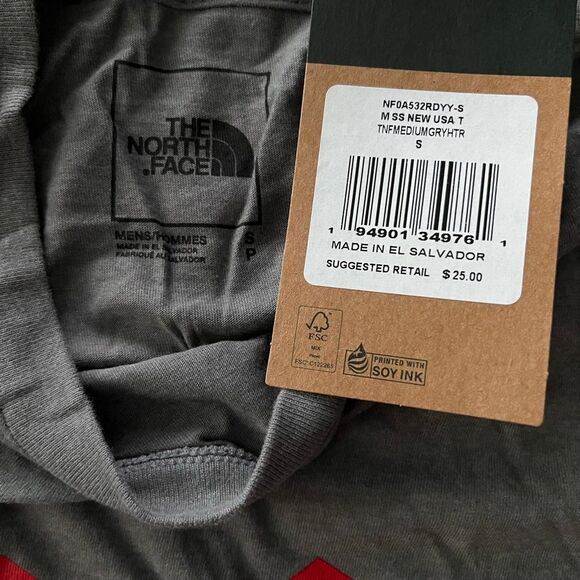 THE
NORTH
FACE
MENS/HOMMES
MADE IN EL SALVADOR
FABRIQUÉ AU SALVADOR
S
P
NF0A532RDYY-S
M SS NEW USA T
TNFMEDIUMGRYHTR
S
1 94901 34976 1
MADE IN EL SALVADOR
SUGGESTED RETAIL $ 25.00
FSC
MIX
Paper
PRINTED WITH
SOY INK